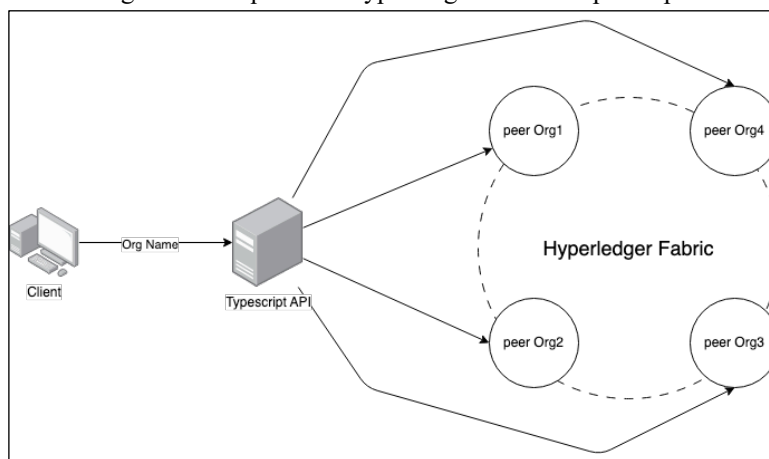 peer Org1
peer Org4
Org Name
Hyperledger Fabric
Client
Typescript API
peer Org2
peer Org3